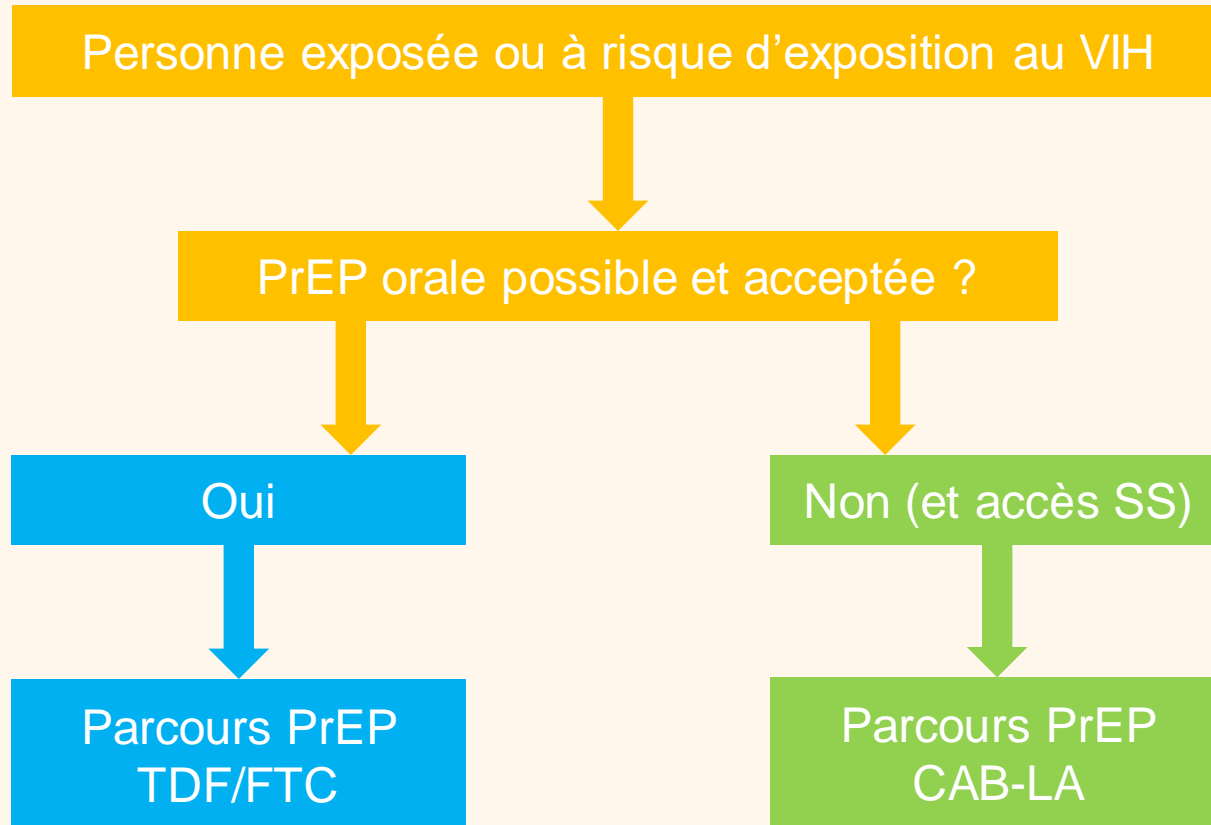 Personne exposée ou à risque d’exposition au VIH
PrEP orale possible et acceptée ?
Oui
Non (et accès SS)
Parcours PrEP
TDF/FTC
Parcours PrEP
CAB-LA